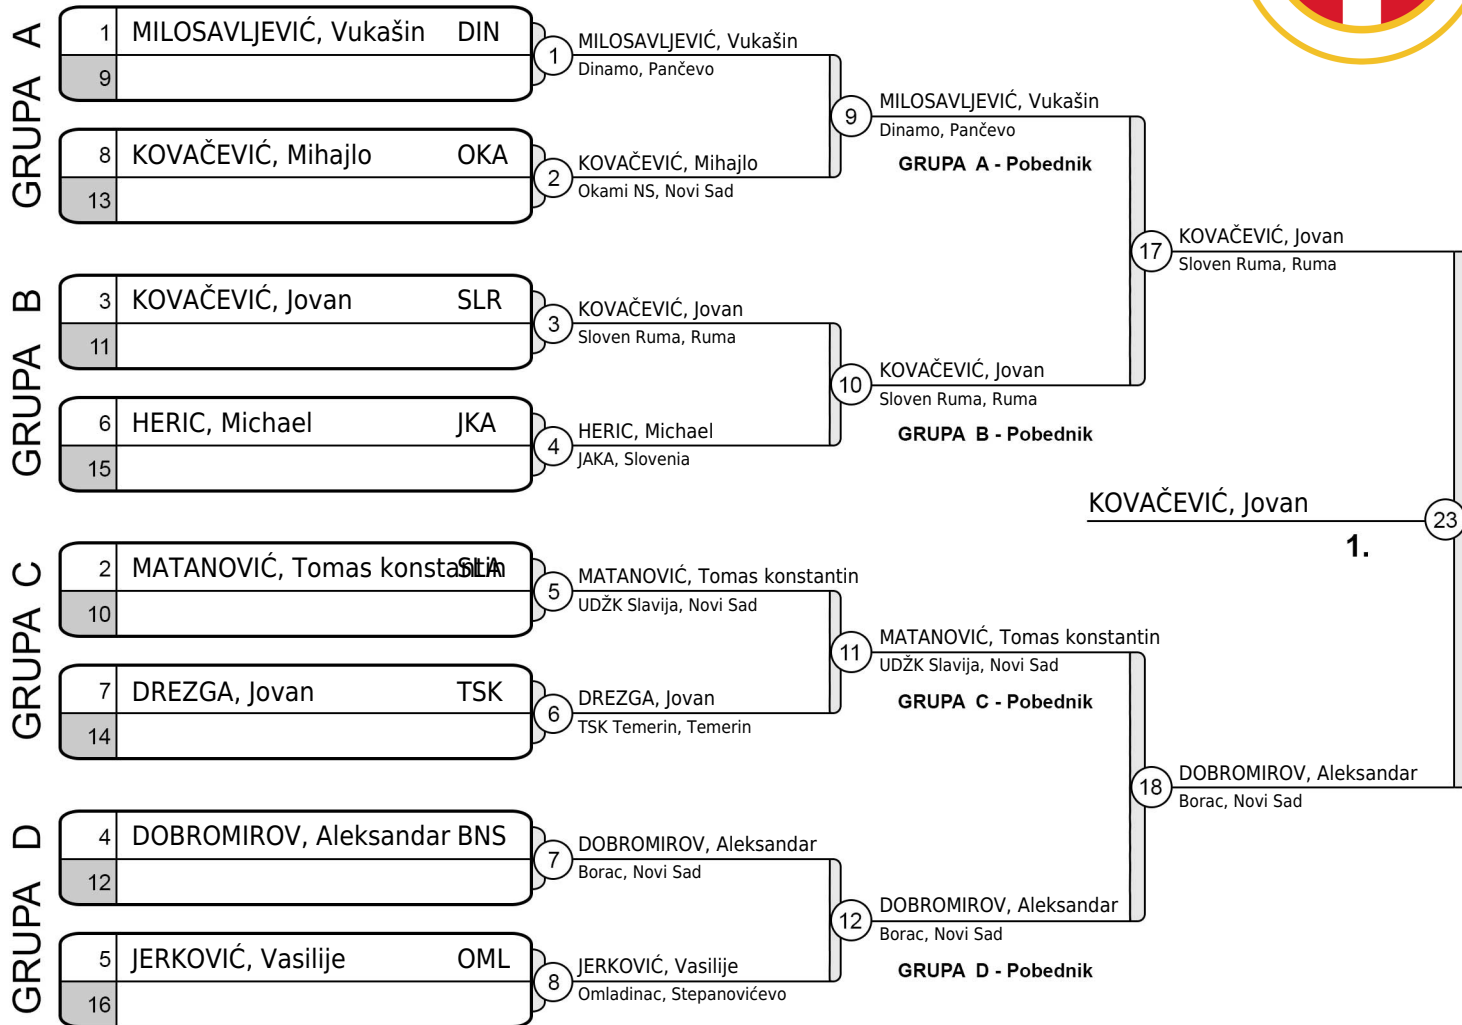 GRUPA A
1 MILOSAVLJEVIĆ, Vukašin DIN
9
8 KOVAČEVIĆ, Mihajlo OKA
13
GRUPA B
3 KOVAČEVIĆ, Jovan SLR
11
6 HERIC, Michael JKA
15
GRUPA C
2 MATANOVIĆ, Tomas konstantin SLA
10
7 DREZGA, Jovan TSK
14
GRUPA D
4 DOBROMIROV, Aleksandar BNS
12
5 JERKOVIĆ, Vasilije OML
16
1 MILOSAVLJEVIĆ, Vukašin
Dinamo, Pančevo
2 KOVAČEVIĆ, Mihajlo
Okami NS, Novi Sad
3 KOVAČEVIĆ, Jovan
Sloven Ruma, Ruma
4 HERIC, Michael
JAKA, Slovenia
5 MATANOVIĆ, Tomas konstantin
UDŽK Slavija, Novi Sad
6 DREZGA, Jovan
TSK Temerin, Temerin
7 DOBROMIROV, Aleksandar
Borac, Novi Sad
8 JERKOVIĆ, Vasilije
Omladinac, Stepanovićevo
9 MILOSAVLJEVIĆ, Vukašin
Dinamo, Pančevo
GRUPA A - Pobednik
10 KOVAČEVIĆ, Jovan
Sloven Ruma, Ruma
GRUPA B - Pobednik
11 MATANOVIĆ, Tomas konstantin
UDŽK Slavija, Novi Sad
GRUPA C - Pobednik
12 DOBROMIROV, Aleksandar
Borac, Novi Sad
GRUPA D - Pobednik
17 KOVAČEVIĆ, Jovan
Sloven Ruma, Ruma
18 DOBROMIROV, Aleksandar
Borac, Novi Sad
KOVAČEVIĆ, Jovan 23
1.